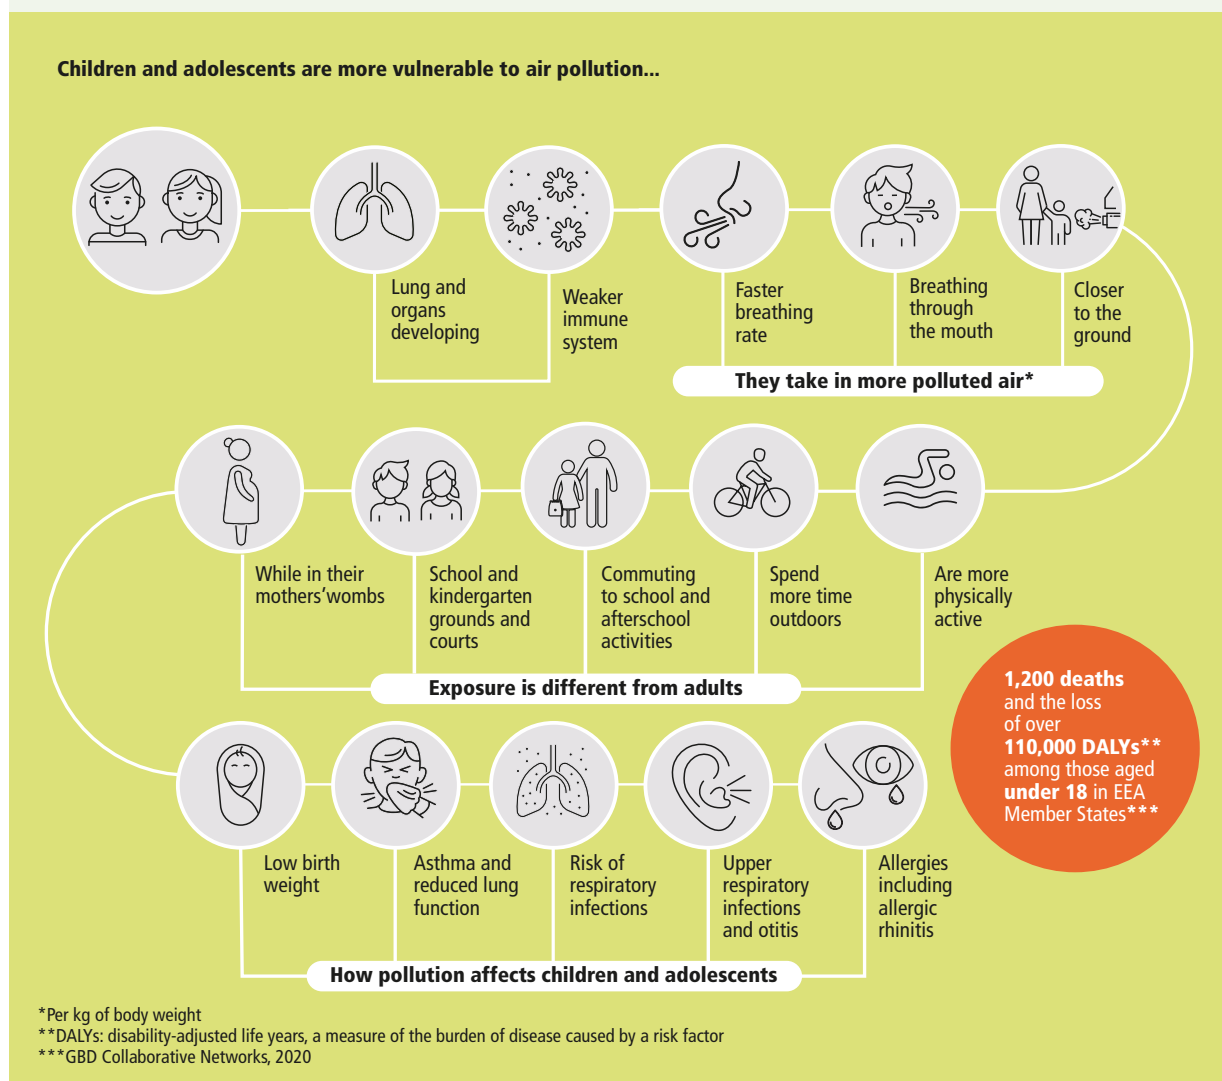 Children and adolescents are more vulnerable to air pollution...
Lung and
organs
developing
Weaker
immune
system
Faster
breathing
rate
Breathing
through
the mouth
Closer
to the
ground
They take in more polluted air*
While in their
mothers'wombs
School and
kindergarten
grounds and
courts
Commuting
to school and
afterschool
activities
Spend
more time
outdoors
Are more
physically
active
Exposure is different from adults
1,200 deaths
and the loss
of over
110,000 DALYs**
among those aged
under 18 in EEA
Member States***
Low birth
weight
Asthma and
reduced lung
function
Risk of
respiratory
infections
Upper
respiratory
infections
and otitis
Allergies
including
allergic
rhinitis
How pollution affects children and adolescents
*Per kg of body weight
**DALYs: disability-adjusted life years, a measure of the burden of disease caused by a risk factor
***GBD Collaborative Networks, 2020